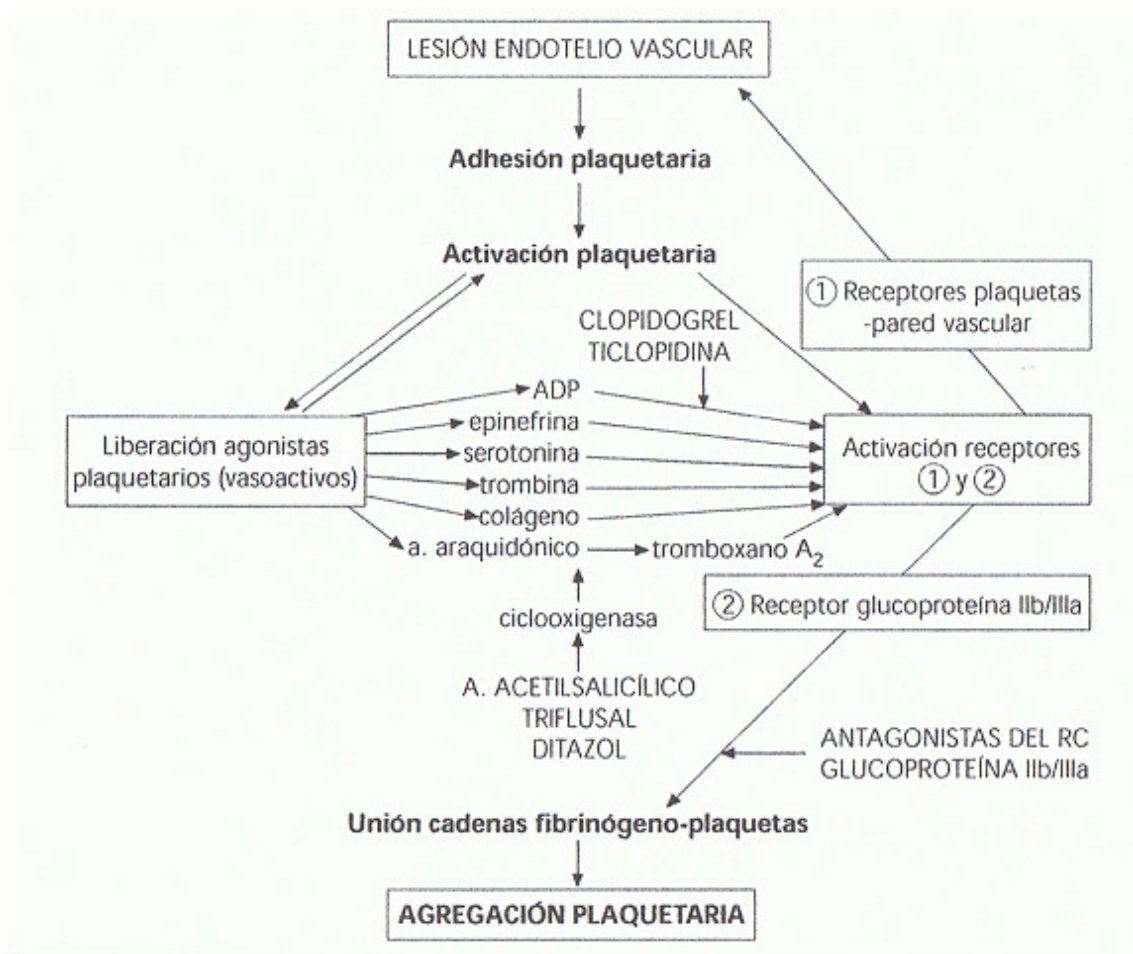 LESIÓN ENDOTELIO VASCULAR
Adhesión plaquetaria
Activación plaquetaria
① Receptores plaquetas
-pared vascular
CLOPIDOGREL
TICLOPIDINA
ADP
epinefrina
serotonina
trombina
colágeno
a. araquidónico
tromboxano A₂
Liberación agonistas
plaquetarios (vasoactivos)
Activación receptores
① y ②
② Receptor glucoproteína IIb/IIIa
ciclooxigenasa
A. ACETILSALICÍLICO
TRIFLUSAL
DITAZOL
ANTAGONISTAS DEL RC
GLUCOPROTEÍNA IIb/IIIa
Unión cadenas fibrinógeno-plaquetas
AGREGACIÓN PLAQUETARIA